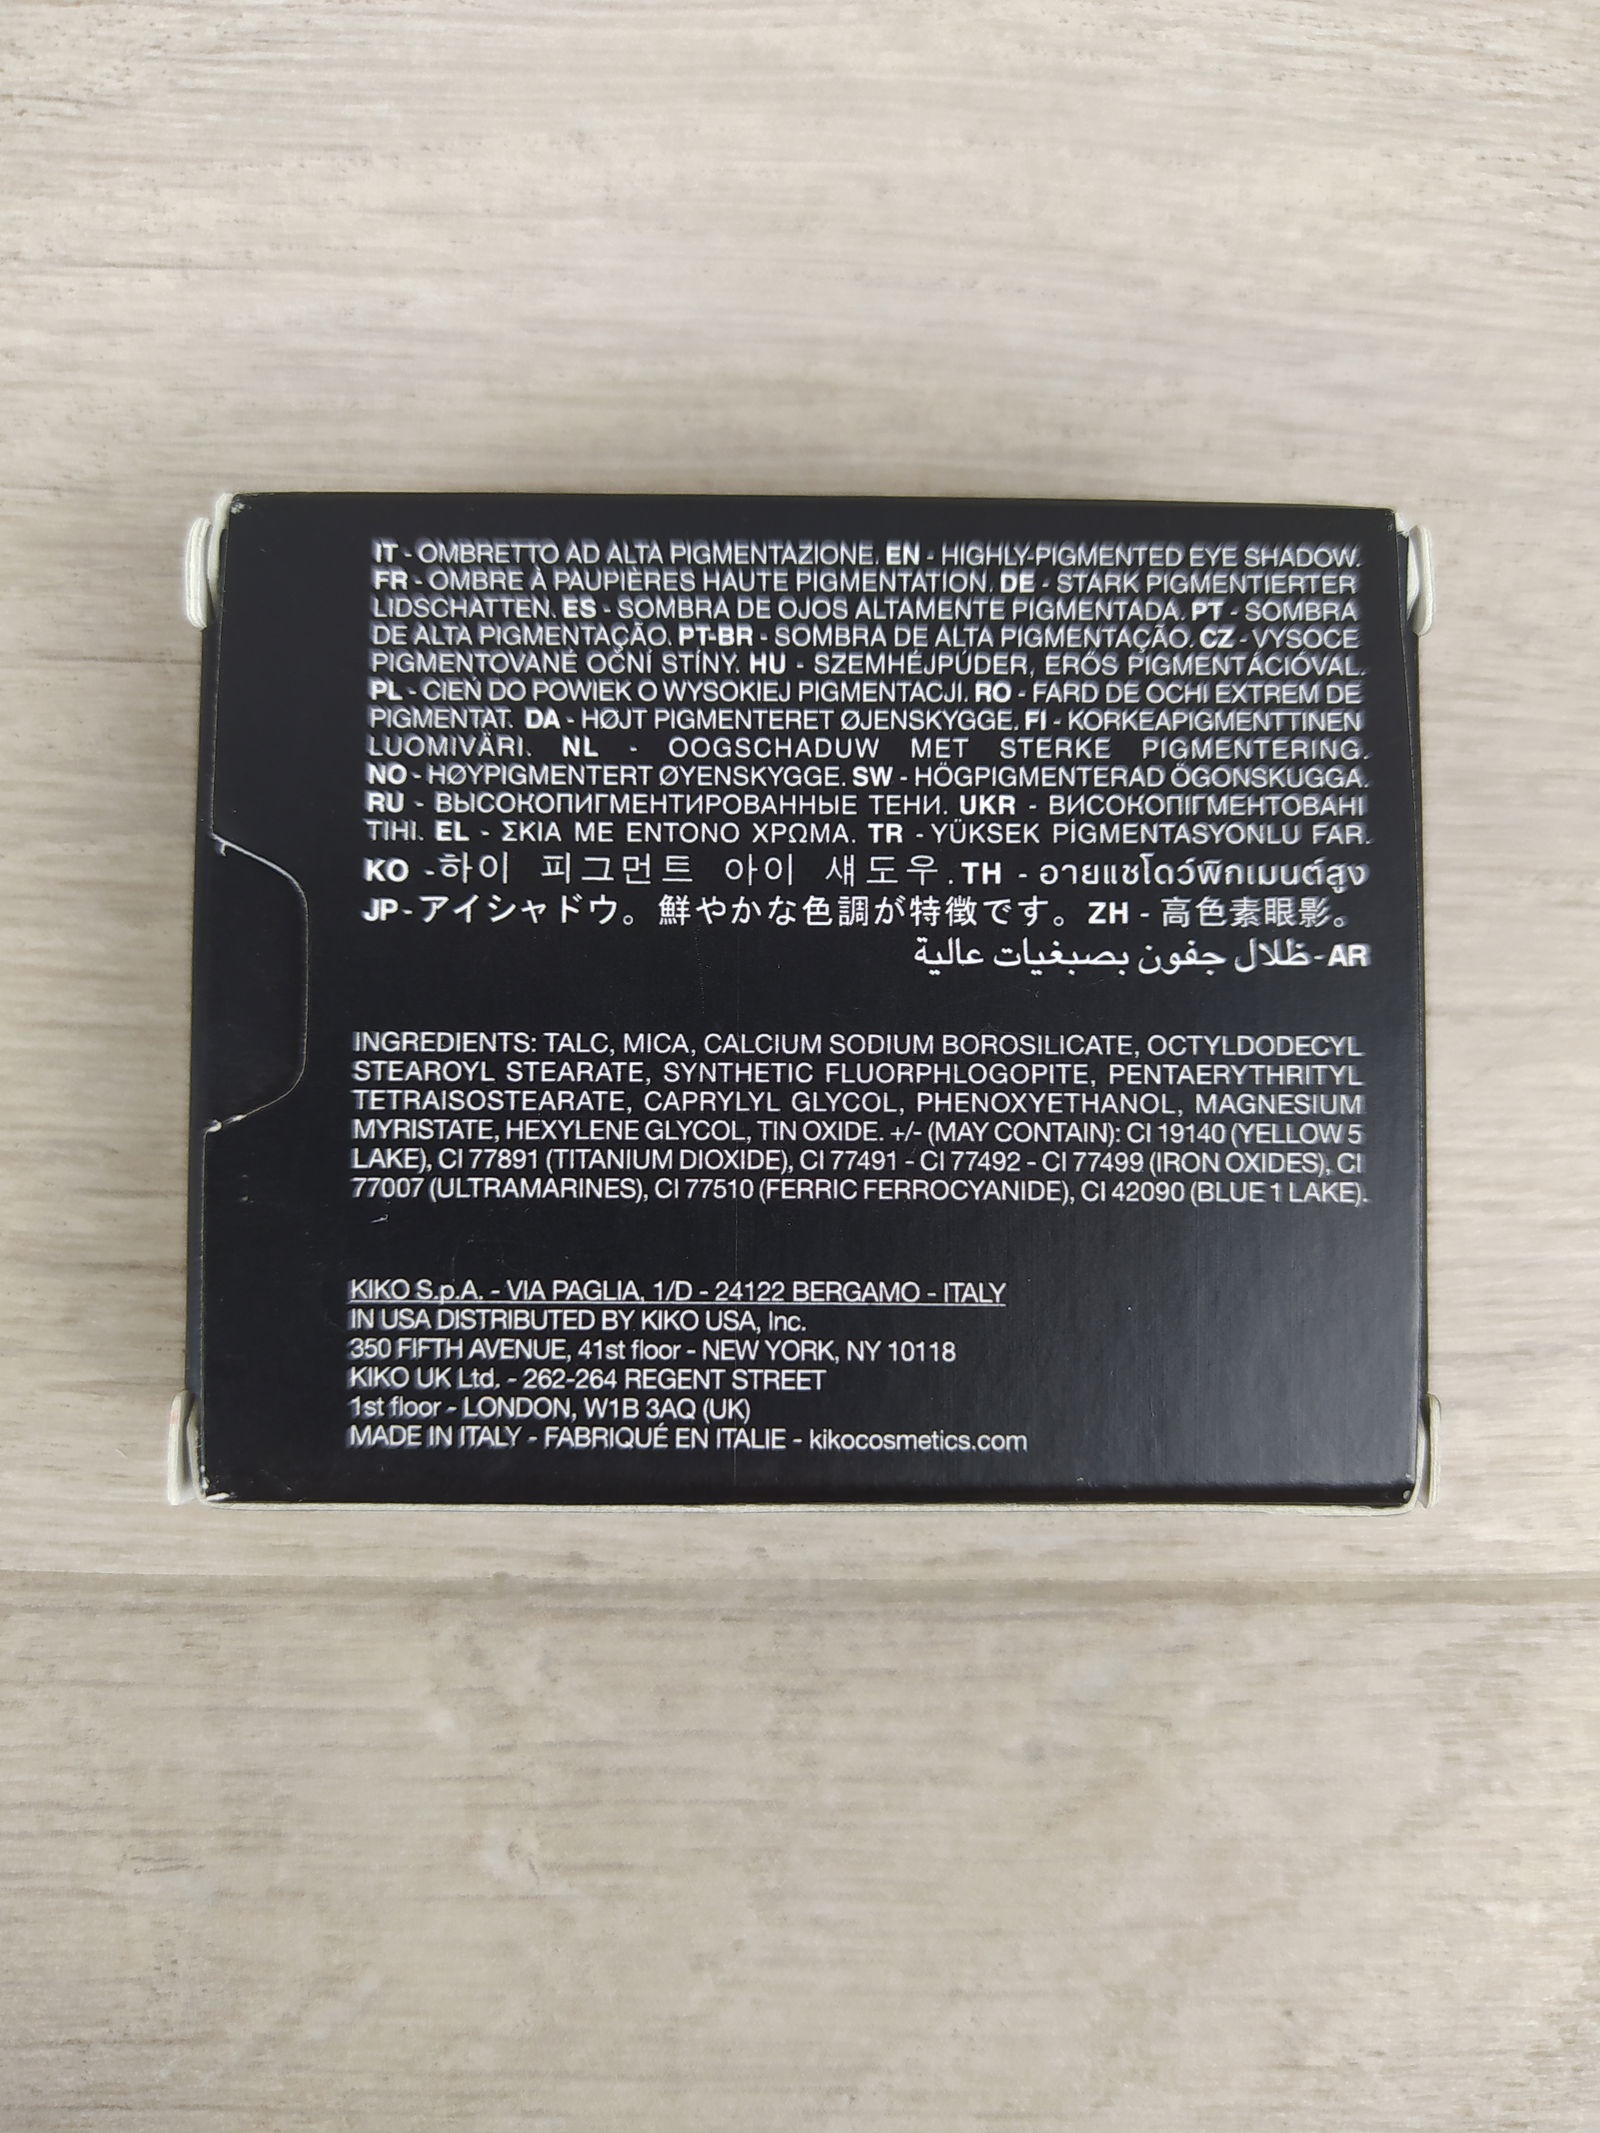 IT - OMBRETTO AD ALTA PIGMENTAZIONE. EN - HIGHLY-PIGMENTED EYE SHADOW.
FR - OMBRE À PAUPIÈRES HAUTE PIGMENTATION. DE - STARK PIGMENTIERTER
LIDSCHATTEN. ES - SOMBRA DE OJOS ALTAMENTE PIGMENTADA. PT - SOMBRA
DE ALTA PIGMENTAÇÃO. PT-BR - SOMBRA DE ALTA PIGMENTAÇÃO. CZ - VYSOCE
PIGMENTOVANÉ OČNÍ STÍNY. HU - SZEMHÉJPÚDER, ERŐS PIGMENTÁCIÓVAL.
PL - CIEŃ DO POWIEK O WYSOKIEJ PIGMENTACJI. RO - FARD DE OCHI EXTREM DE
PIGMENTAT. DA - HØJT PIGMENTERET ØJENSKYGGE. FI - KORKEAPIGMENTTINEN
LUOMIVÄRI. NL - OOGSCHADUW MET STERKE PIGMENTERING.
NO - HØYPIGMENTERT ØYENSKYGGE. SW - HÖGPIGMENTERAD ÖGONSKUGGA.
RU - ВЫСОКОПИГМЕНТИРОВАННЫЕ ТЕНИ. UKR - ВИСОКОПІГМЕНТОВАНІ
ТІНІ. EL - ΣΚΙΑ ΜΕ ΕΝΤΟΝΟ ΧΡΩΜΑ. TR - YÜKSEK PİGMENTASYONLU FAR.
KO - 하이 피그먼트 아이 섀도우. TH - อายแชโดว์พิกเมนต์สูง
JP - アイシャドウ。鮮やかな色調が特徴です。ZH - 高色素眼影。
AR - ظلال جفون بصبغيات عالية
INGREDIENTS: TALC, MICA, CALCIUM SODIUM BOROSILICATE, OCTYLDODECYL
STEAROYL STEARATE, SYNTHETIC FLUORPHLOGOPITE, PENTAERYTHRITYL
TETRAISOSTEARATE, CAPRYLYL GLYCOL, PHENOXYETHANOL, MAGNESIUM
MYRISTATE, HEXYLENE GLYCOL, TIN OXIDE. +/- (MAY CONTAIN): CI 19140 (YELLOW 5
LAKE), CI 77891 (TITANIUM DIOXIDE), CI 77491 - CI 77492 - CI 77499 (IRON OXIDES), CI
77007 (ULTRAMARINES), CI 77510 (FERRIC FERROCYANIDE), CI 42090 (BLUE 1 LAKE).
KIKO S.p.A. - VIA PAGLIA, 1/D - 24122 BERGAMO - ITALY
IN USA DISTRIBUTED BY KIKO USA, Inc.
350 FIFTH AVENUE, 41st floor - NEW YORK, NY 10118
KIKO UK Ltd. - 262-264 REGENT STREET
1st floor - LONDON, W1B 3AQ (UK)
MADE IN ITALY - FABRIQUÉ EN ITALIE - kikocosmetics.com